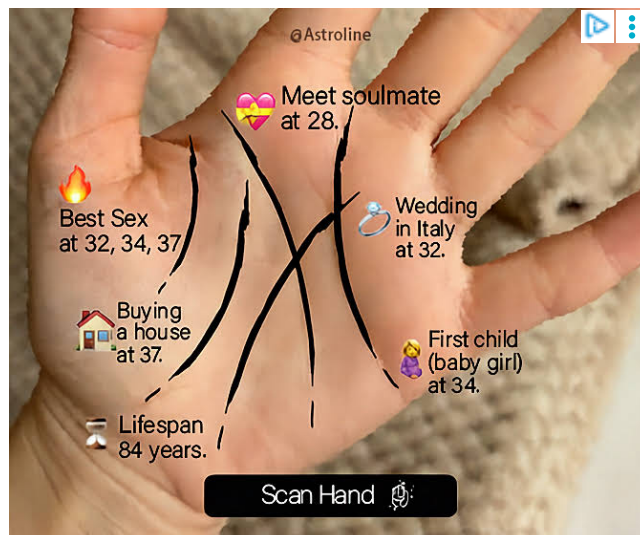 @Astroline
Meet soulmate
at 28.
Best Sex
at 32, 34, 37
Wedding
in Italy
at 32.
Buying
a house
at 37.
First child
(baby girl)
at 34.
Lifespan
84 years.
Scan Hand